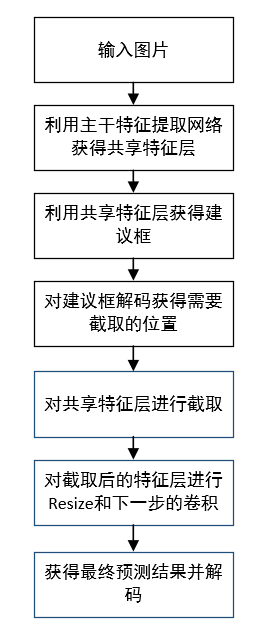 输入图片
利用主干特征提取网络
获得共享特征层
利用共享特征层获得建
议框
对建议框解码获得需要
截取的位置
对共享特征层进行截取
对截取后的特征层进行
Resize和下一步的卷积
获得最终预测结果并解
码